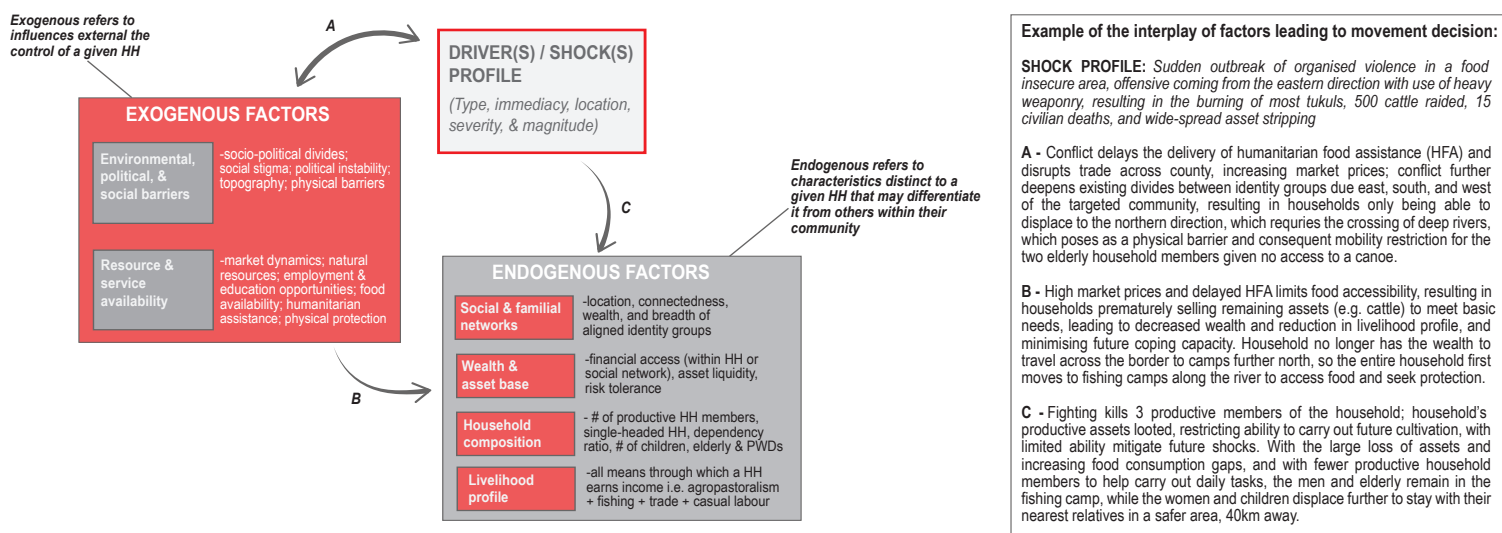 Exogenous refers to
influences external the
control of a given HH
A
DRIVER(S) / SHOCK(S)
PROFILE
(Type, immediacy, location,
severity, & magnitude)
EXOGENOUS FACTORS
Environmental,
political, &
social barriers
-socio-political divides;
social stigma; political instability;
topography; physical barriers
Resource &
service
availability
-market dynamics; natural
resources; employment &
education opportunities; food
availability; humanitarian
assistance; physical protection
B
C
Endogenous refers to
characteristics distinct to a
given HH that may differentiate
it from others within their
community
ENDOGENOUS FACTORS
Social & familial
networks
-location, connectedness,
wealth, and breadth of
aligned identity groups
Wealth &
asset base
-financial access (within HH or
social network), asset liquidity,
risk tolerance
Household
composition
- # of productive HH members,
single-headed HH, dependency
ratio, # of children, elderly & PWDs
Livelihood
profile
-all means through which a HH
earns income i.e. agropastoralism
+ fishing + trade + casual labour
Example of the interplay of factors leading to movement decision:
SHOCK PROFILE: Sudden outbreak of organised violence in a food
insecure area, offensive coming from the eastern direction with use of heavy
weaponry, resulting in the burning of most tukuls, 500 cattle raided, 15
civilian deaths, and wide-spread asset stripping
A - Conflict delays the delivery of humanitarian food assistance (HFA) and
disrupts trade across county, increasing market prices; conflict further
deepens existing divides between identity groups due east, south, and west
of the targeted community, resulting in households only being able to
displace to the northern direction, which requries the crossing of deep rivers,
which poses as a physical barrier and consequent mobility restriction for the
two elderly household members given no access to a canoe.
B - High market prices and delayed HFA limits food accessibility, resulting in
households prematurely selling remaining assets (e.g. cattle) to meet basic
needs, leading to decreased wealth and reduction in livelihood profile, and
minimising future coping capacity. Household no longer has the wealth to
travel across the border to camps further north, so the entire household first
moves to fishing camps along the river to access food and seek protection.
C - Fighting kills 3 productive members of the household; household's
productive assets looted, restricting ability to carry out future cultivation, with
limited ability mitigate future shocks. With the large loss of assets and
increasing food consumption gaps, and with fewer productive household
members to help carry out daily tasks, the men and elderly remain in the
fishing camp, while the women and children displace further to stay with their
nearest relatives in a safer area, 40km away.